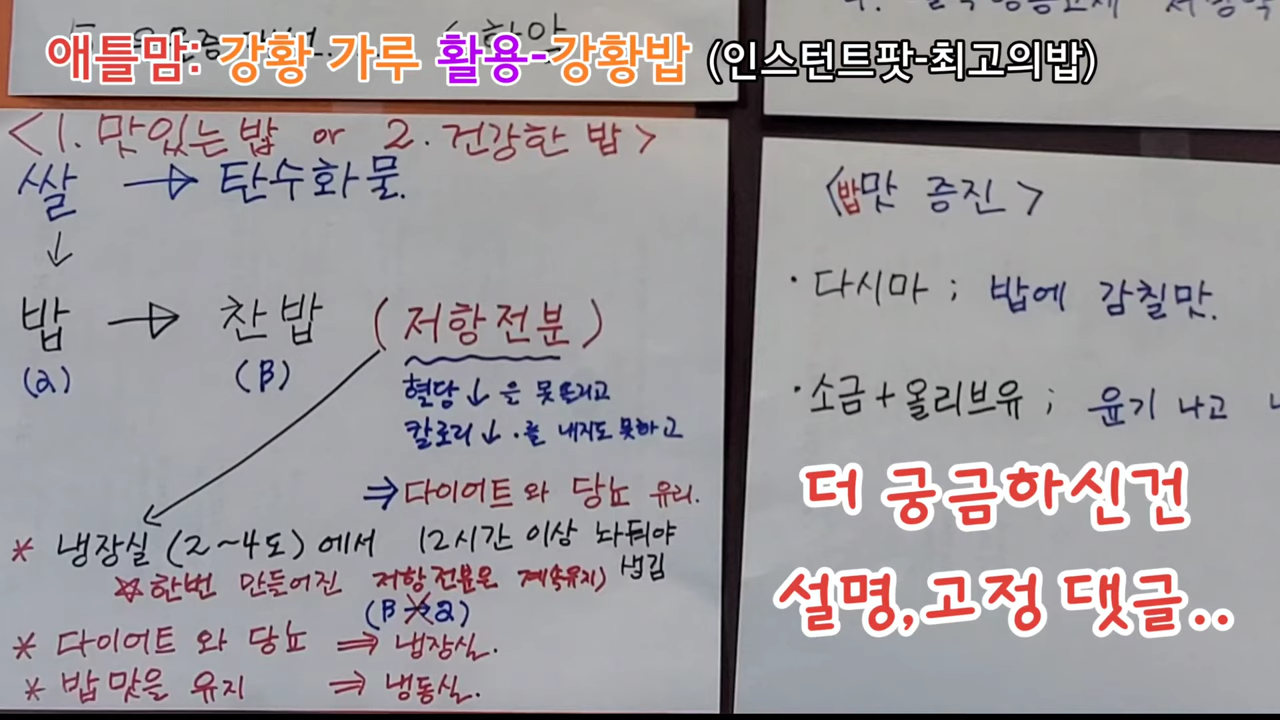 애틀맘: 강황 가루 활용-강황밥 (인스턴트팟-최고의밥)
<1. 맛있는밥 or 2. 건강한 밥>
쌀 → 탄수화물.
↓
밥 → 찬밥 (저항전분)
(α) (β)
혈당↓을 못뜨리고
칼로리↓.를 내지도 못하고
⇒ 다이어트와 당뇨 유리.
* 냉장실(2~4도)에서 12시간 이상 놔둬야
생김
☆한번 만들어진 저항전분은 계속유지)
(β→α)
* 다이어트와 당뇨 ⇒ 냉장실.
* 밥맛을 유지 ⇒ 냉동실.
<밥맛 증진>
· 다시마 ; 밥에 감칠맛.
· 소금+올리브유 ; 윤기 나고
더 궁금하신건
설명,고정 댓글..